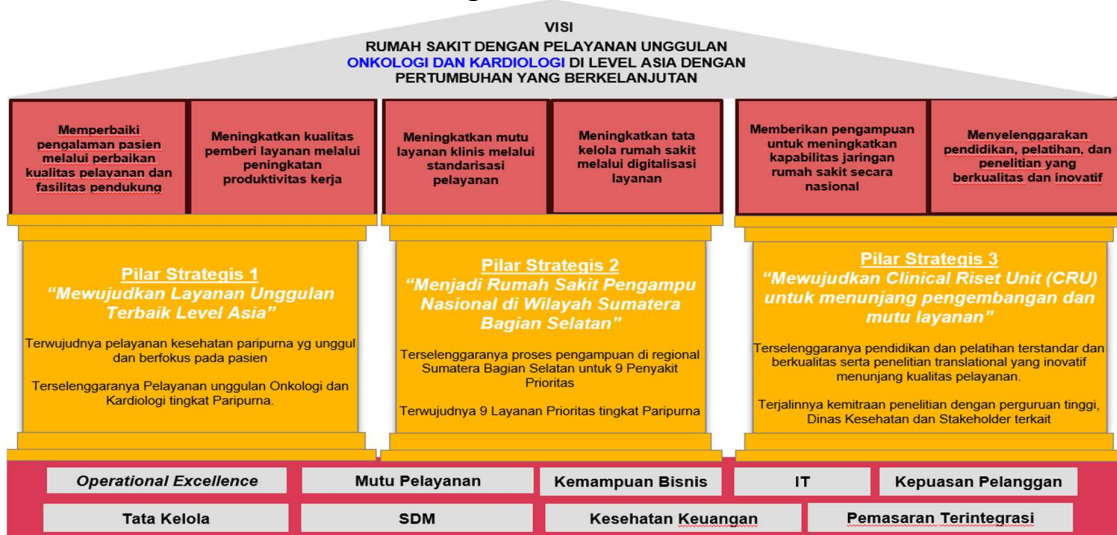 VISI
RUMAH SAKIT DENGAN PELAYANAN UNGGULAN
ONKOLOGI DAN KARDIOLOGI DI LEVEL ASIA DENGAN
PERTUMBUHAN YANG BERKELANJUTAN
Memperbaiki
pengalaman pasien
melalui perbaikan
kualitas pelayanan dan
fasilitas pendukung
Meningkatkan kualitas
pemberi layanan melalui
peningkatan
produktivitas kerja
Meningkatkan mutu
layanan klinis melalui
standarisasi
pelayanan
Meningkatkan tata
kelola rumah sakit
melalui digitalisasi
layanan
Memberikan pengampuan
untuk meningkatkan
kapabilitas jaringan
rumah sakit secara
nasional
Menyelenggarakan
pendidikan, pelatihan, dan
penelitian yang
berkualitas dan inovatif
Pilar Strategis 1
"Mewujudkan Layanan Unggulan
Terbaik Level Asia"
Terwujudnya pelayanan kesehatan paripurna yg unggul
dan berfokus pada pasien
Terselenggaranya Pelayanan unggulan Onkologi dan
Kardiologi tingkat Paripurna.
Pilar Strategis 2
"Menjadi Rumah Sakit Pengampu
Nasional di Wilayah Sumatera
Bagian Selatan"
Terselenggaranya proses pengampuan di regional
Sumatera Bagian Selatan untuk 9 Penyakit
Prioritas
Terwujudnya 9 Layanan Prioritas tingkat Paripurna
Pilar Strategis 3
"Mewujudkan Clinical Riset Unit (CRU)
untuk menunjang pengembangan dan
mutu layanan"
Terselenggaranya pendidikan dan pelatihan terstandar dan
berkualitas serta penelitian translational yang inovatif
menunjang kualitas pelayanan.
Terjalinnya kemitraan penelitian dengan perguruan tinggi,
Dinas Kesehatan dan Stakeholder terkait
Operational Excellence
Mutu Pelayanan
Kemampuan Bisnis
IT
Kepuasan Pelanggan
Tata Kelola
SDM
Kesehatan Keuangan
Pemasaran Terintegrasi